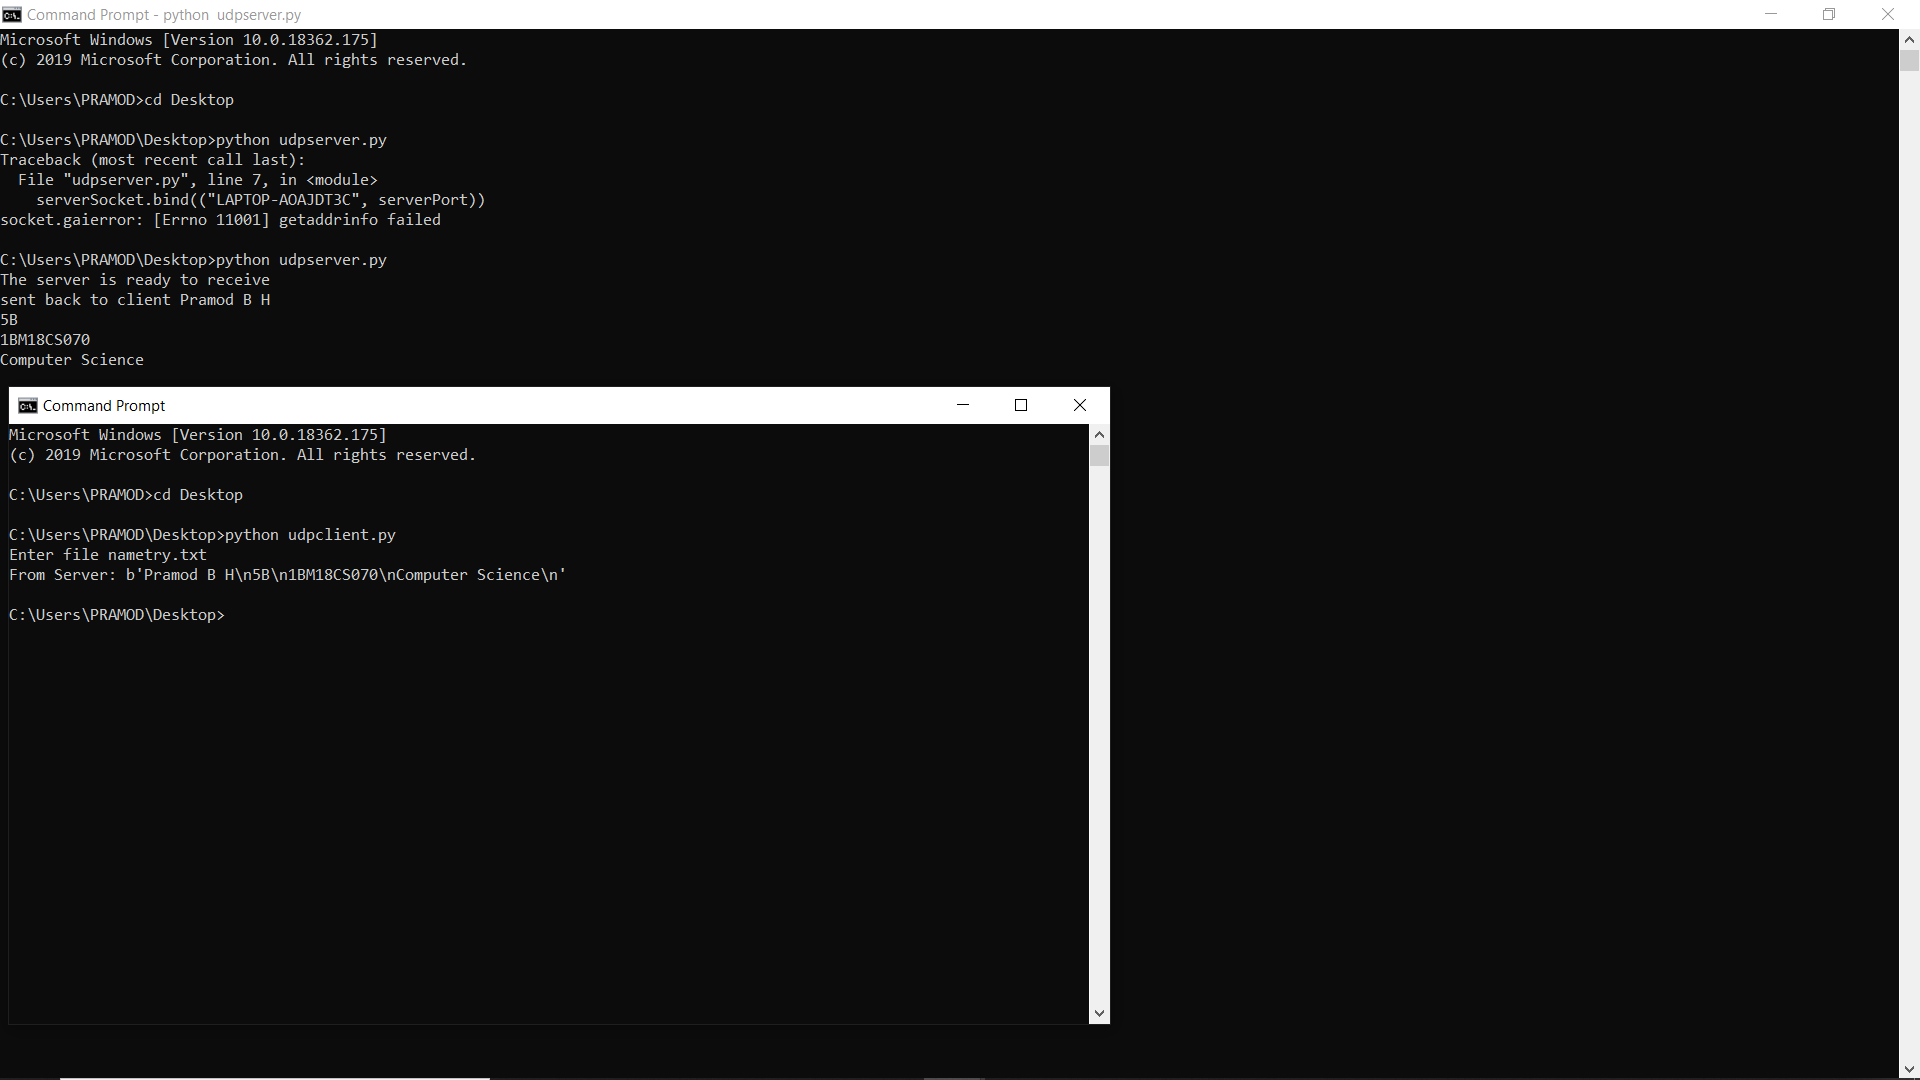 Command Prompt - python  udpserver.py
Microsoft Windows [Version 10.0.18362.175]
(c) 2019 Microsoft Corporation. All rights reserved.
C:\Users\PRAMOD>cd Desktop
C:\Users\PRAMOD\Desktop>python udpserver.py
Traceback (most recent call last):
  File "udpserver.py", line 7, in <module>
    serverSocket.bind(("LAPTOP-AOAJDT3C", serverPort))
socket.gaierror: [Errno 11001] getaddrinfo failed
C:\Users\PRAMOD\Desktop>python udpserver.py
The server is ready to receive
sent back to client Pramod B H
5B
1BM18CS070
Computer Science
Command Prompt
Microsoft Windows [Version 10.0.18362.175]
(c) 2019 Microsoft Corporation. All rights reserved.
C:\Users\PRAMOD>cd Desktop
C:\Users\PRAMOD\Desktop>python udpclient.py
Enter file nametry.txt
From Server: b'Pramod B H\n5B\n1BM18CS070\nComputer Science\n'
C:\Users\PRAMOD\Desktop>